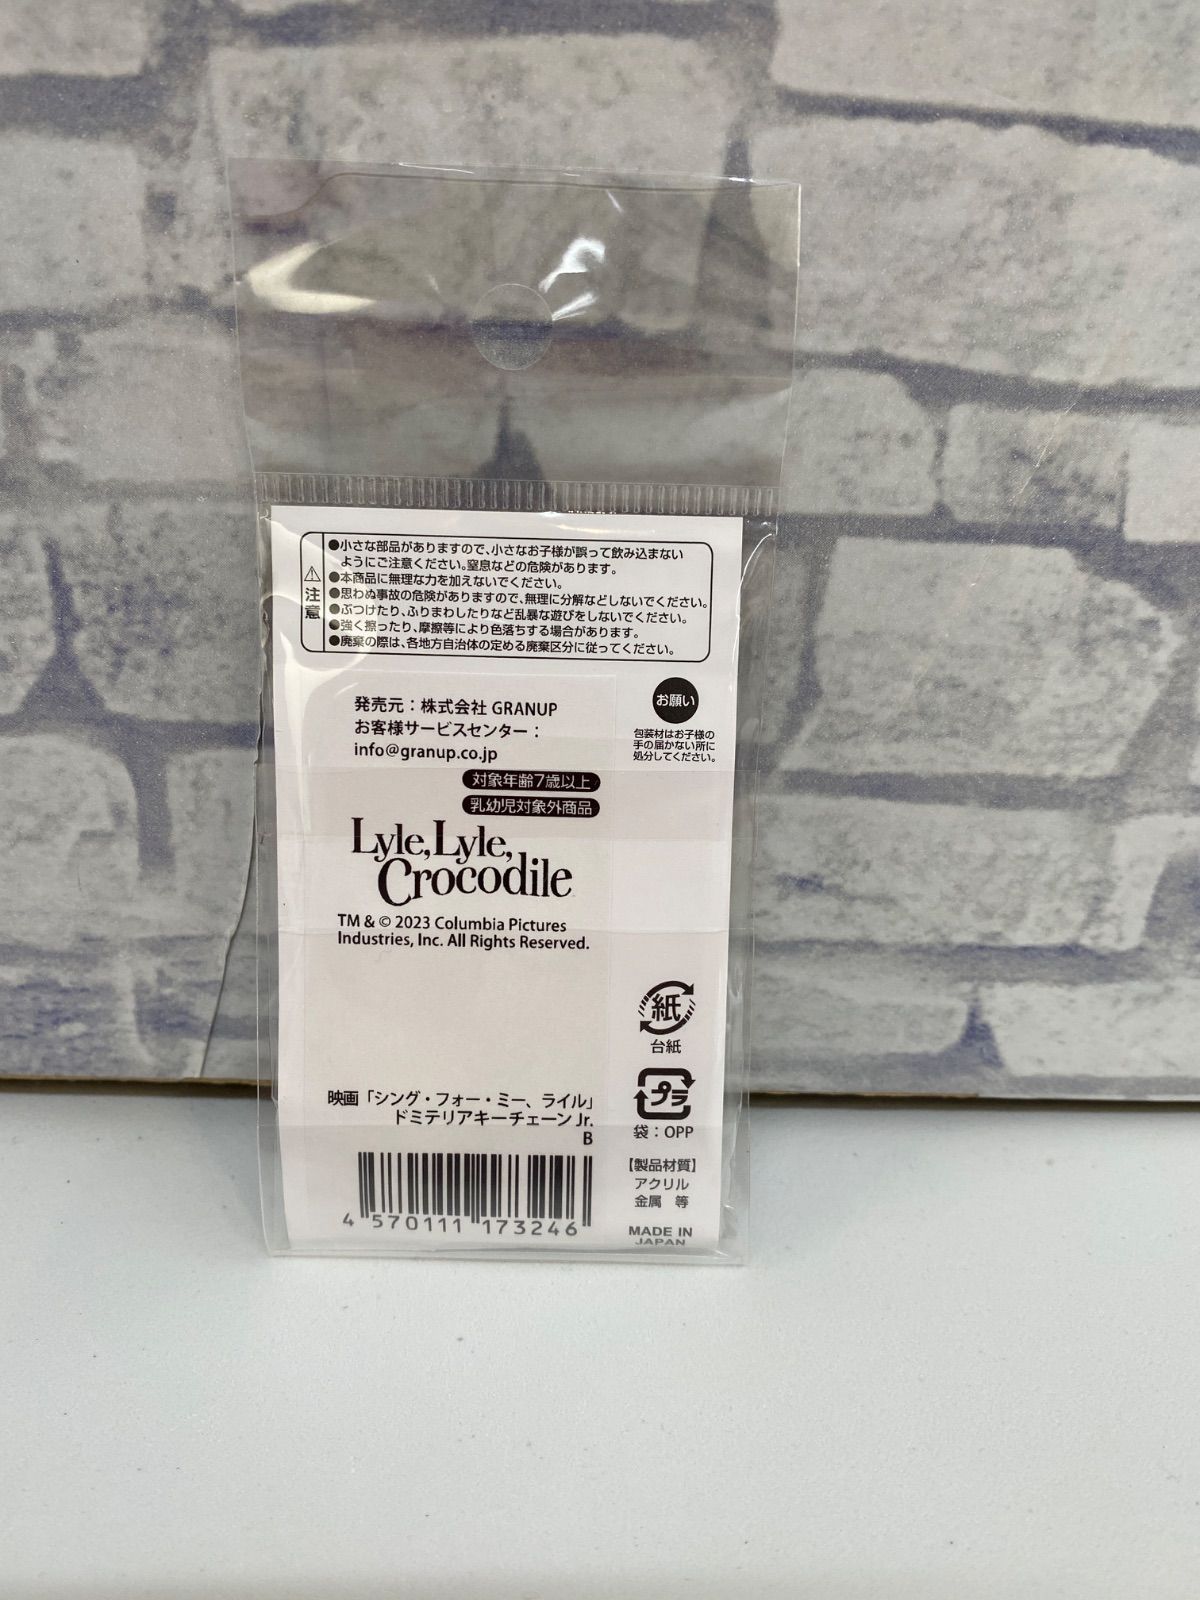 ⚠注意
●小さな部品がありますので、小さなお子様が誤って飲み込まない
ようにご注意ください。窒息などの危険があります。
●本商品に無理な力を加えないでください。
●思わぬ事故の危険がありますので、無理に分解などしないでください。
●ぶつけたり、ふりまわしたりなど乱暴な遊びをしないでください。
●強く擦ったり、摩擦等により色落ちする場合があります。
●廃棄の際は、各地方自治体の定める廃棄区分に従ってください。
発売元：株式会社 GRANUP
お客様サービスセンター：
info@granup.co.jp
対象年齢7歳以上
乳幼児対象外商品
お願い
包装材はお子様の
手の届かない所に
処分してください。
Lyle, Lyle,
Crocodile
TM & © 2023 Columbia Pictures
Industries, Inc. All Rights Reserved.
紙
台紙
プラ
袋：OPP
【製品材質】
アクリル
金属 等
MADE IN
JAPAN
映画「シング・フォー・ミー、ライル」
ドミテリアキーチェーン Jr.
B
4 570111 173246